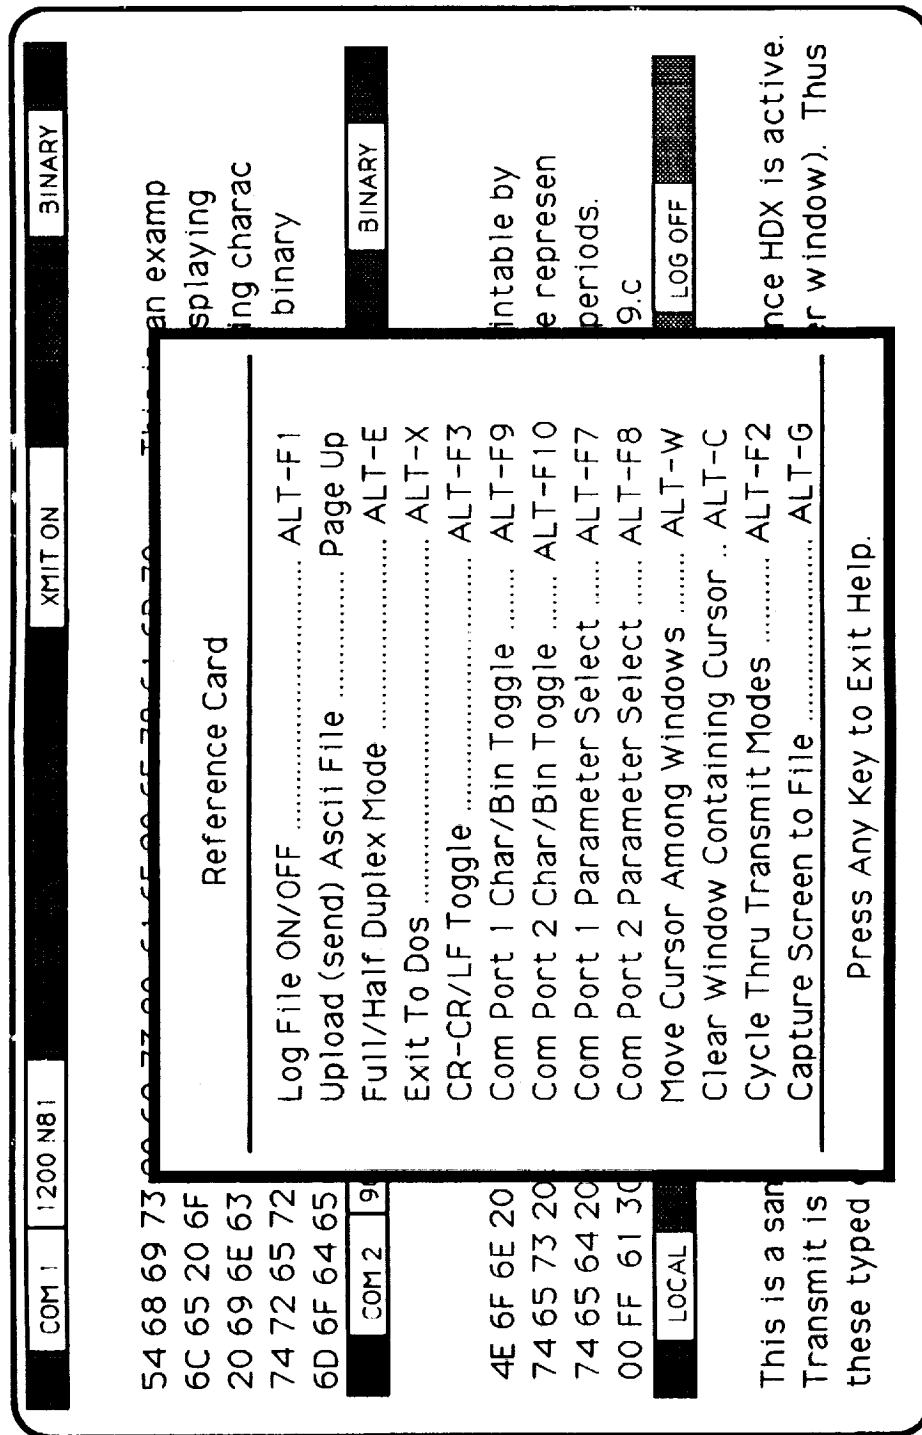 COM 1 1200 N81 XMIT ON BINARY
54 68 69 73 an examp
6C 65 20 6F splaying
20 69 6E 63 ing charac
74 72 65 72 binary
6D 6F 64 65
COM 2 BINARY
4E 6F 6E 20 intable by
74 65 73 20 e represen
74 65 64 20 periods.
00 FF 61 9.c
LOCAL LOG OFF
This is a nce HDX is active.
Transmit is er window). Thus
these typed
Reference Card
Log File ON/OFF ........ ALT-F1
Upload (send) Ascii File ........ Page Up
Full/Half Duplex Mode ........ ALT-E
Exit To Dos ........ ALT-X
CR-CR/LF Toggle ........ ALT-F3
Com Port 1 Char/Bin Toggle ........ ALT-F9
Com Port 2 Char/Bin Toggle ........ ALT-F10
Com Port 1 Parameter Select ...... ALT-F7
Com Port 2 Parameter Select ...... ALT-F8
Move Cursor Among Windows ........ ALT-W
Clear Window Containing Cursor .. ALT-C
Cycle Thru Transmit Modes ........ ALT-F2
Capture Screen to File ........ ALT-G
Press Any Key to Exit Help.